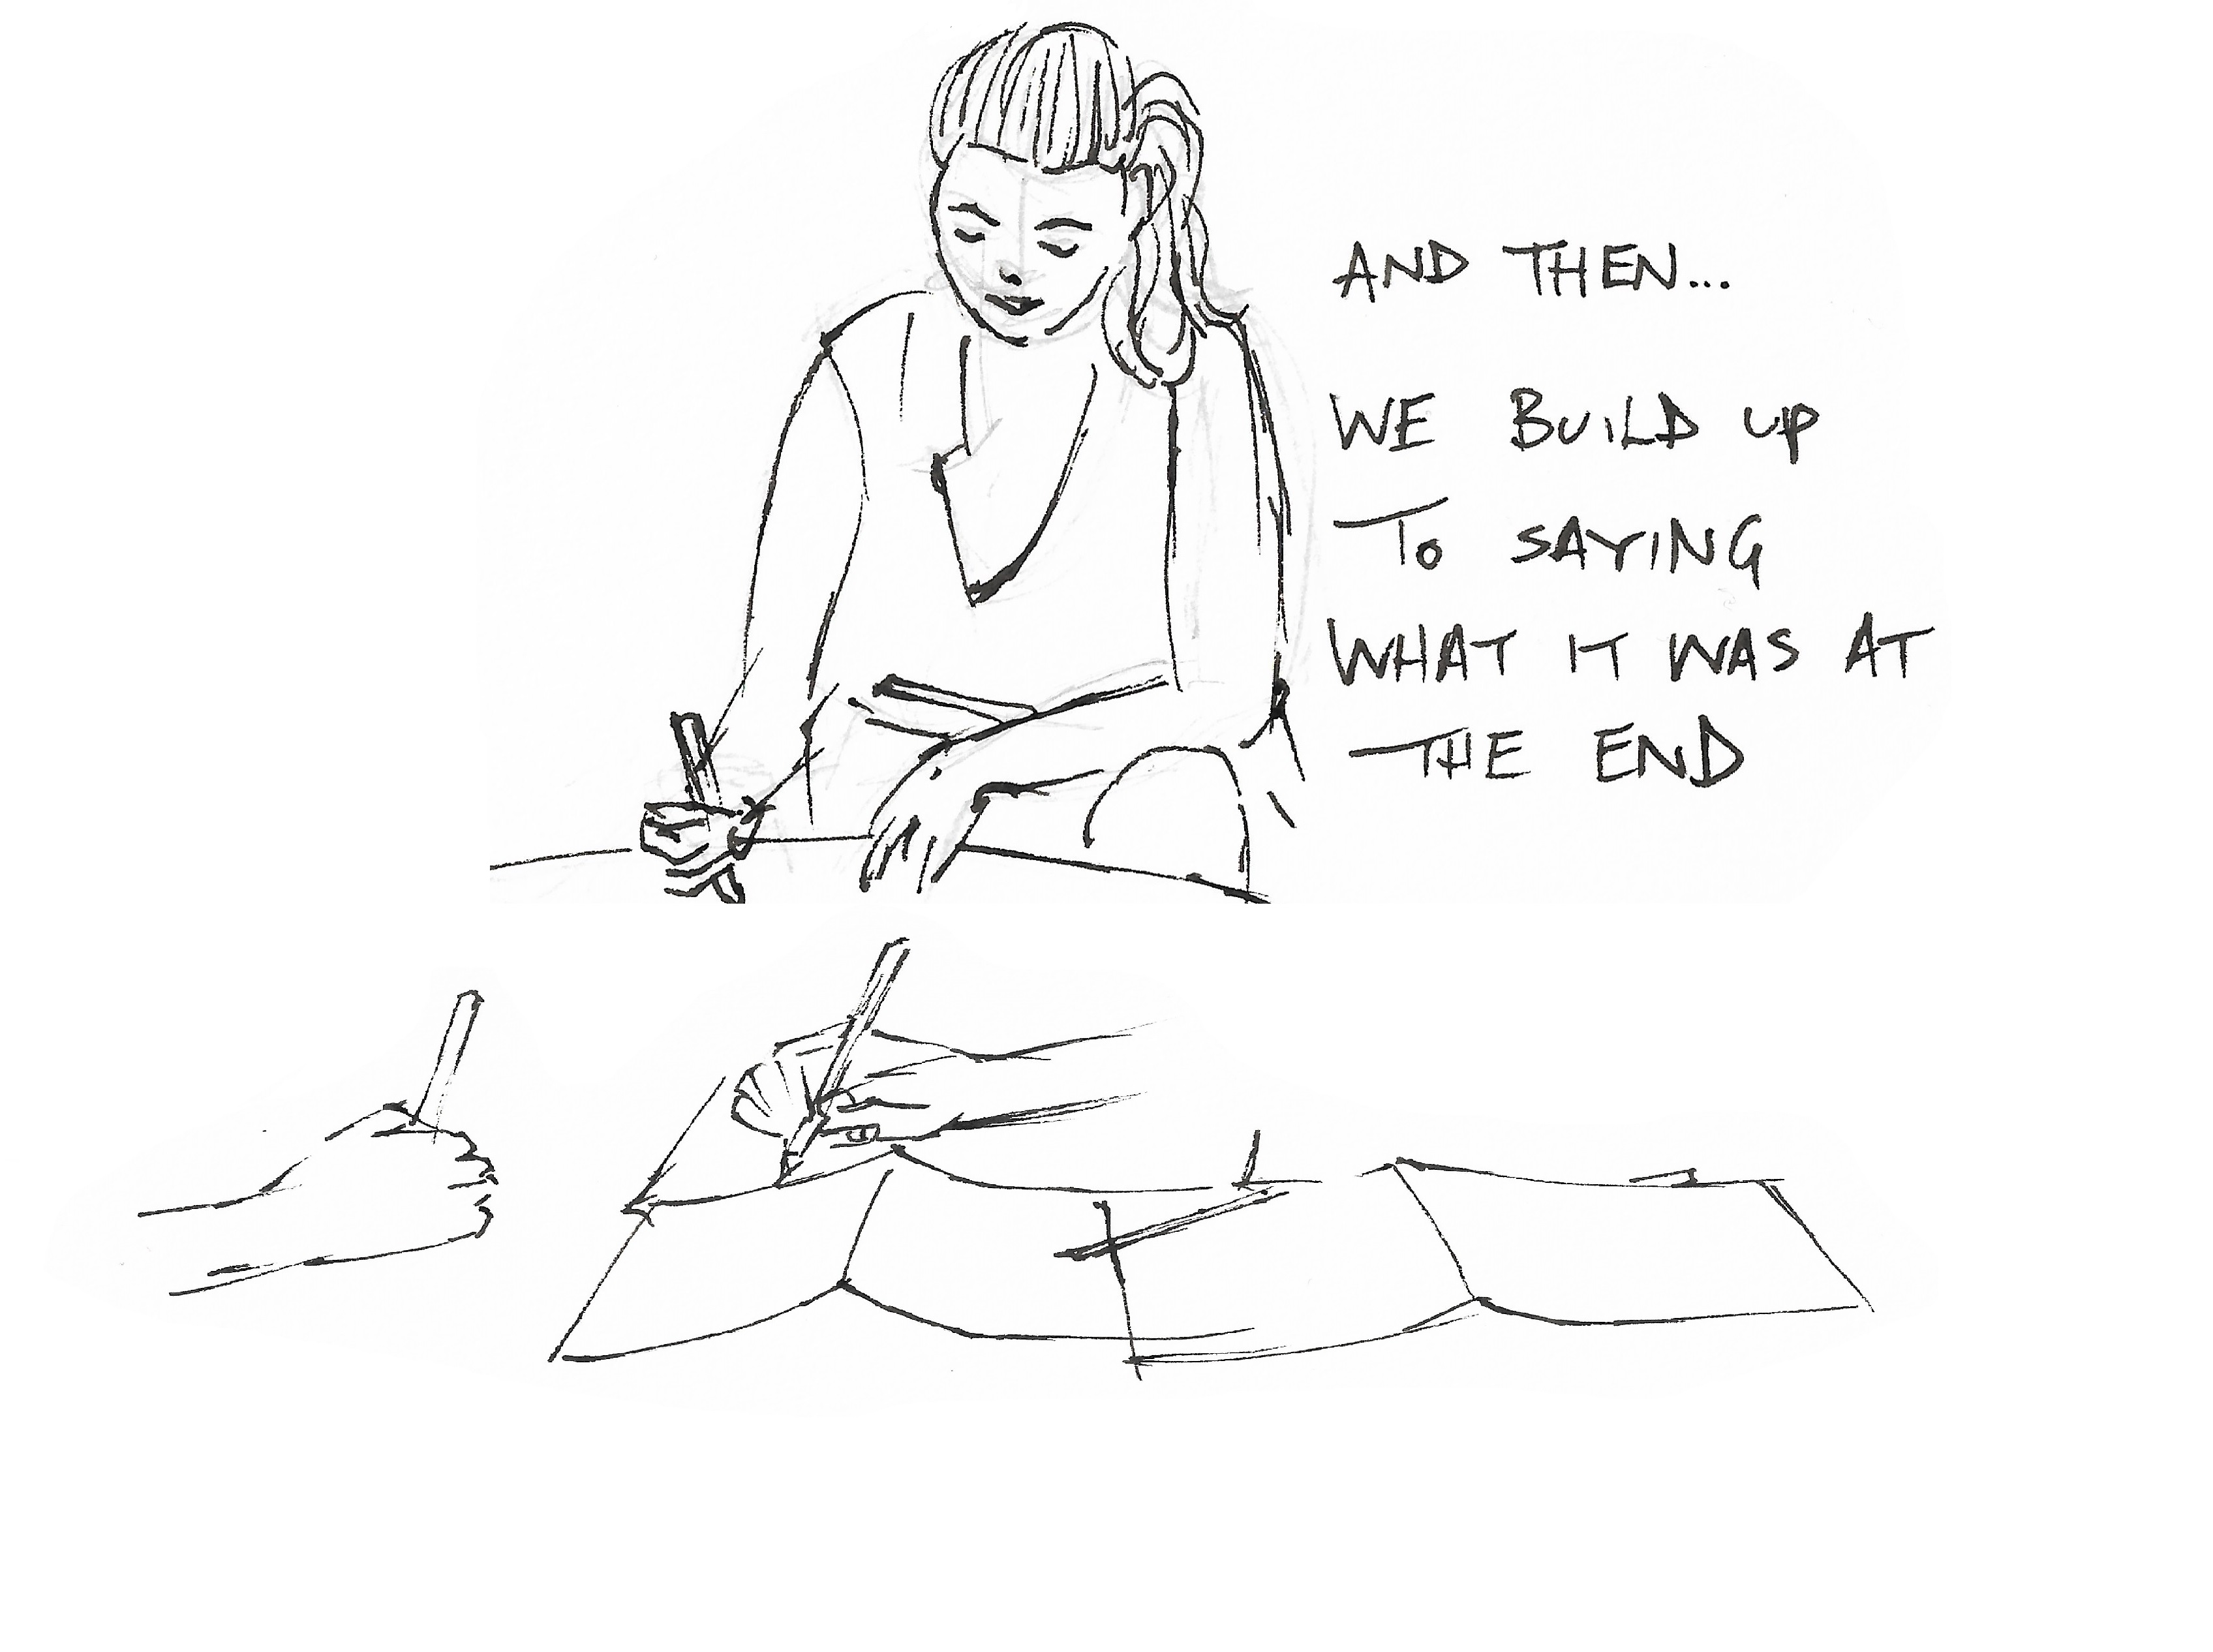 AND THEN...
WE BUILD UP
TO SAYING
WHAT IT WAS AT
THE END